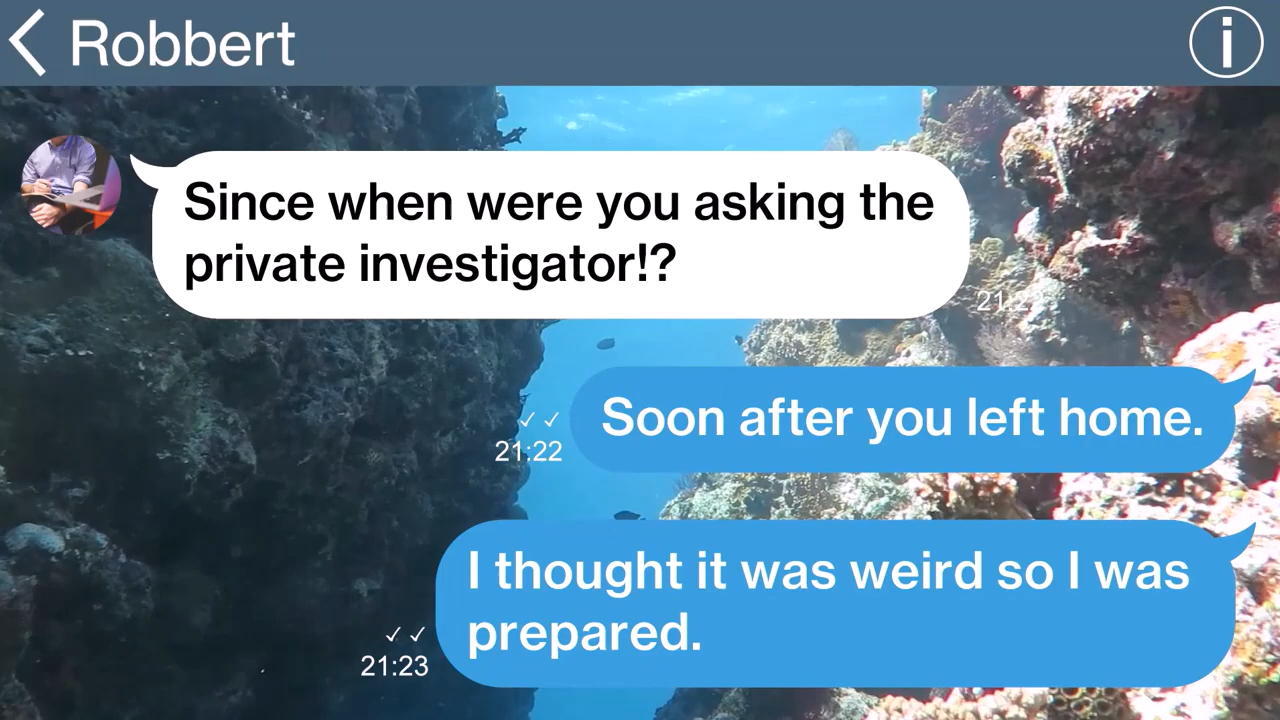 Robbert
Since when were you asking the
private investigator!?
Soon after you left home.
21:22
I thought it was weird so I was
prepared.
21:23